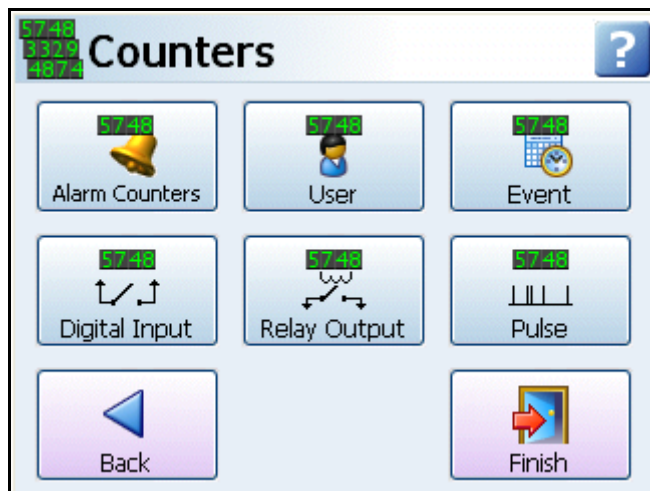 5748
3329
4874
Counters
?
5748
Alarm Counters
5748
User
5748
Event
5748
Digital Input
5748
Relay Output
5748
Pulse
Back
Finish